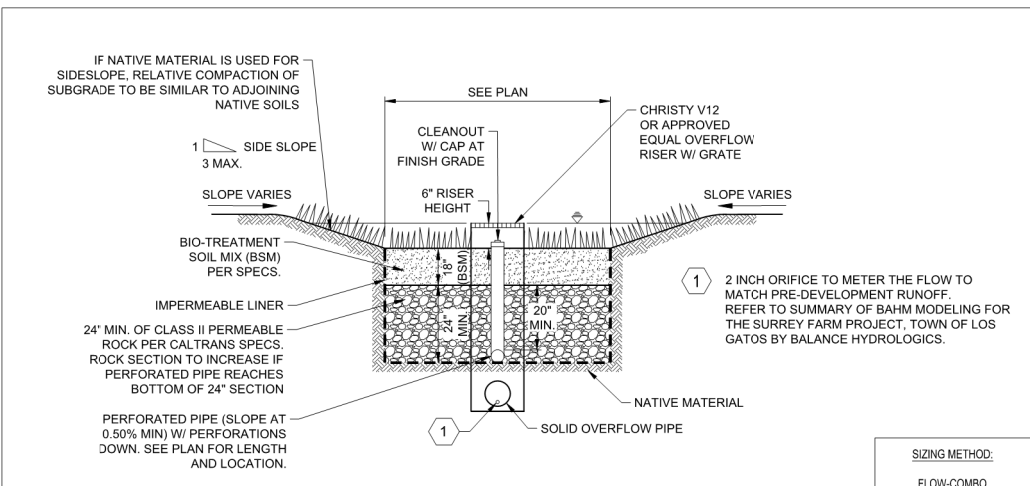 IF NATIVE MATERIAL IS USED FOR
SIDESLOPE, RELATIVE COMPACTION OF
SUBGRADE TO BE SIMILAR TO ADJOINING
NATIVE SOILS
SEE PLAN
CLEANOUT
W/ CAP AT
FINISH GRADE
CHRISTY V12
OR APPROVED
EQUAL OVERFLOW
RISER W/ GRATE
1 SIDE SLOPE
3 MAX.
SLOPE VARIES
6" RISER
HEIGHT
SLOPE VARIES
BIO-TREATMENT
SOIL MIX (BSM)
PER SPECS.
18"
(BSM)
IMPERMEABLE LINER
24" MIN. OF CLASS II PERMEABLE
ROCK PER CALTRANS SPECS.
ROCK SECTION TO INCREASE IF
PERFORATED PIPE REACHES
BOTTOM OF 24" SECTION
24"
MIN.
20"
MIN.
1
2 INCH ORIFICE TO METER THE FLOW TO
MATCH PRE-DEVELOPMENT RUNOFF.
REFER TO SUMMARY OF BAHM MODELING FOR
THE SURREY FARM PROJECT, TOWN OF LOS
GATOS BY BALANCE HYDROLOGICS.
PERFORATED PIPE (SLOPE AT
0.50% MIN) W/ PERFORATIONS
DOWN. SEE PLAN FOR LENGTH
AND LOCATION.
NATIVE MATERIAL
1
SOLID OVERFLOW PIPE
SIZING METHOD:
FLOW-COMBO